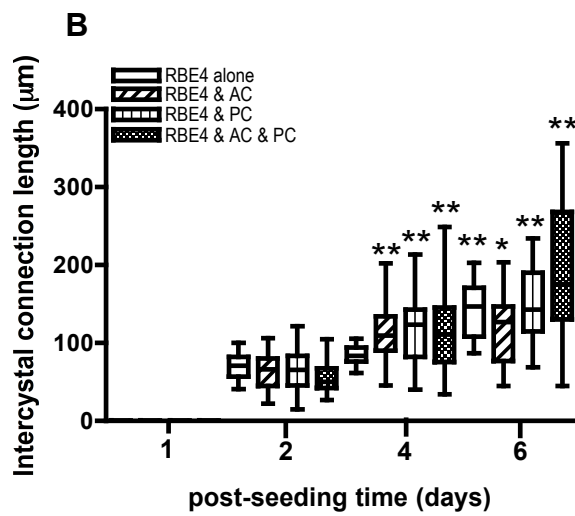 B
Intercystal connection length (μm)
RBE4 alone
RBE4 & AC
RBE4 & PC
RBE4 & AC & PC
400
300
200
100
0
** ** ** ** * ** **
1 2 4 6
post-seeding time (days)